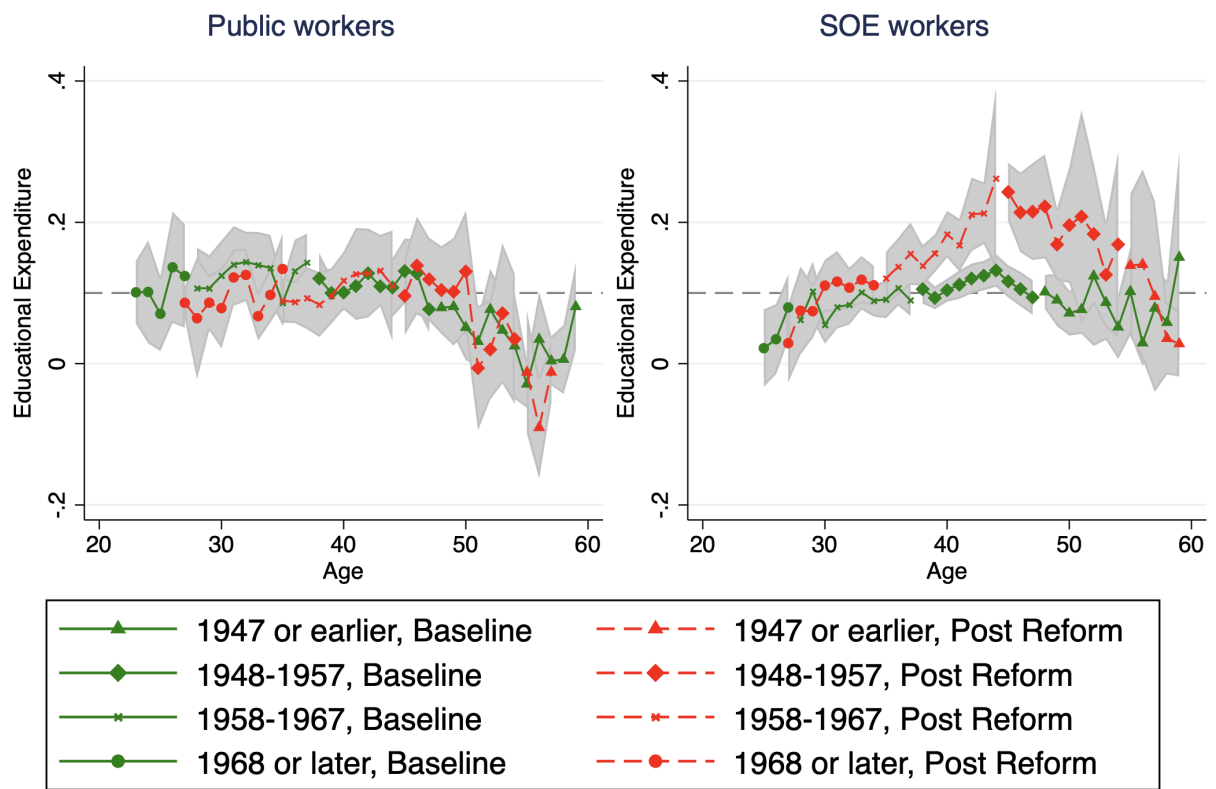 Public workers
SOE workers
Educational Expenditure
.4
.2
0
-.2
20 30 40 50 60
Age
Educational Expenditure
.4
.2
0
-.2
20 30 40 50 60
Age
1947 or earlier, Baseline
1947 or earlier, Post Reform
1948-1957, Baseline
1948-1957, Post Reform
1958-1967, Baseline
1958-1967, Post Reform
1968 or later, Baseline
1968 or later, Post Reform